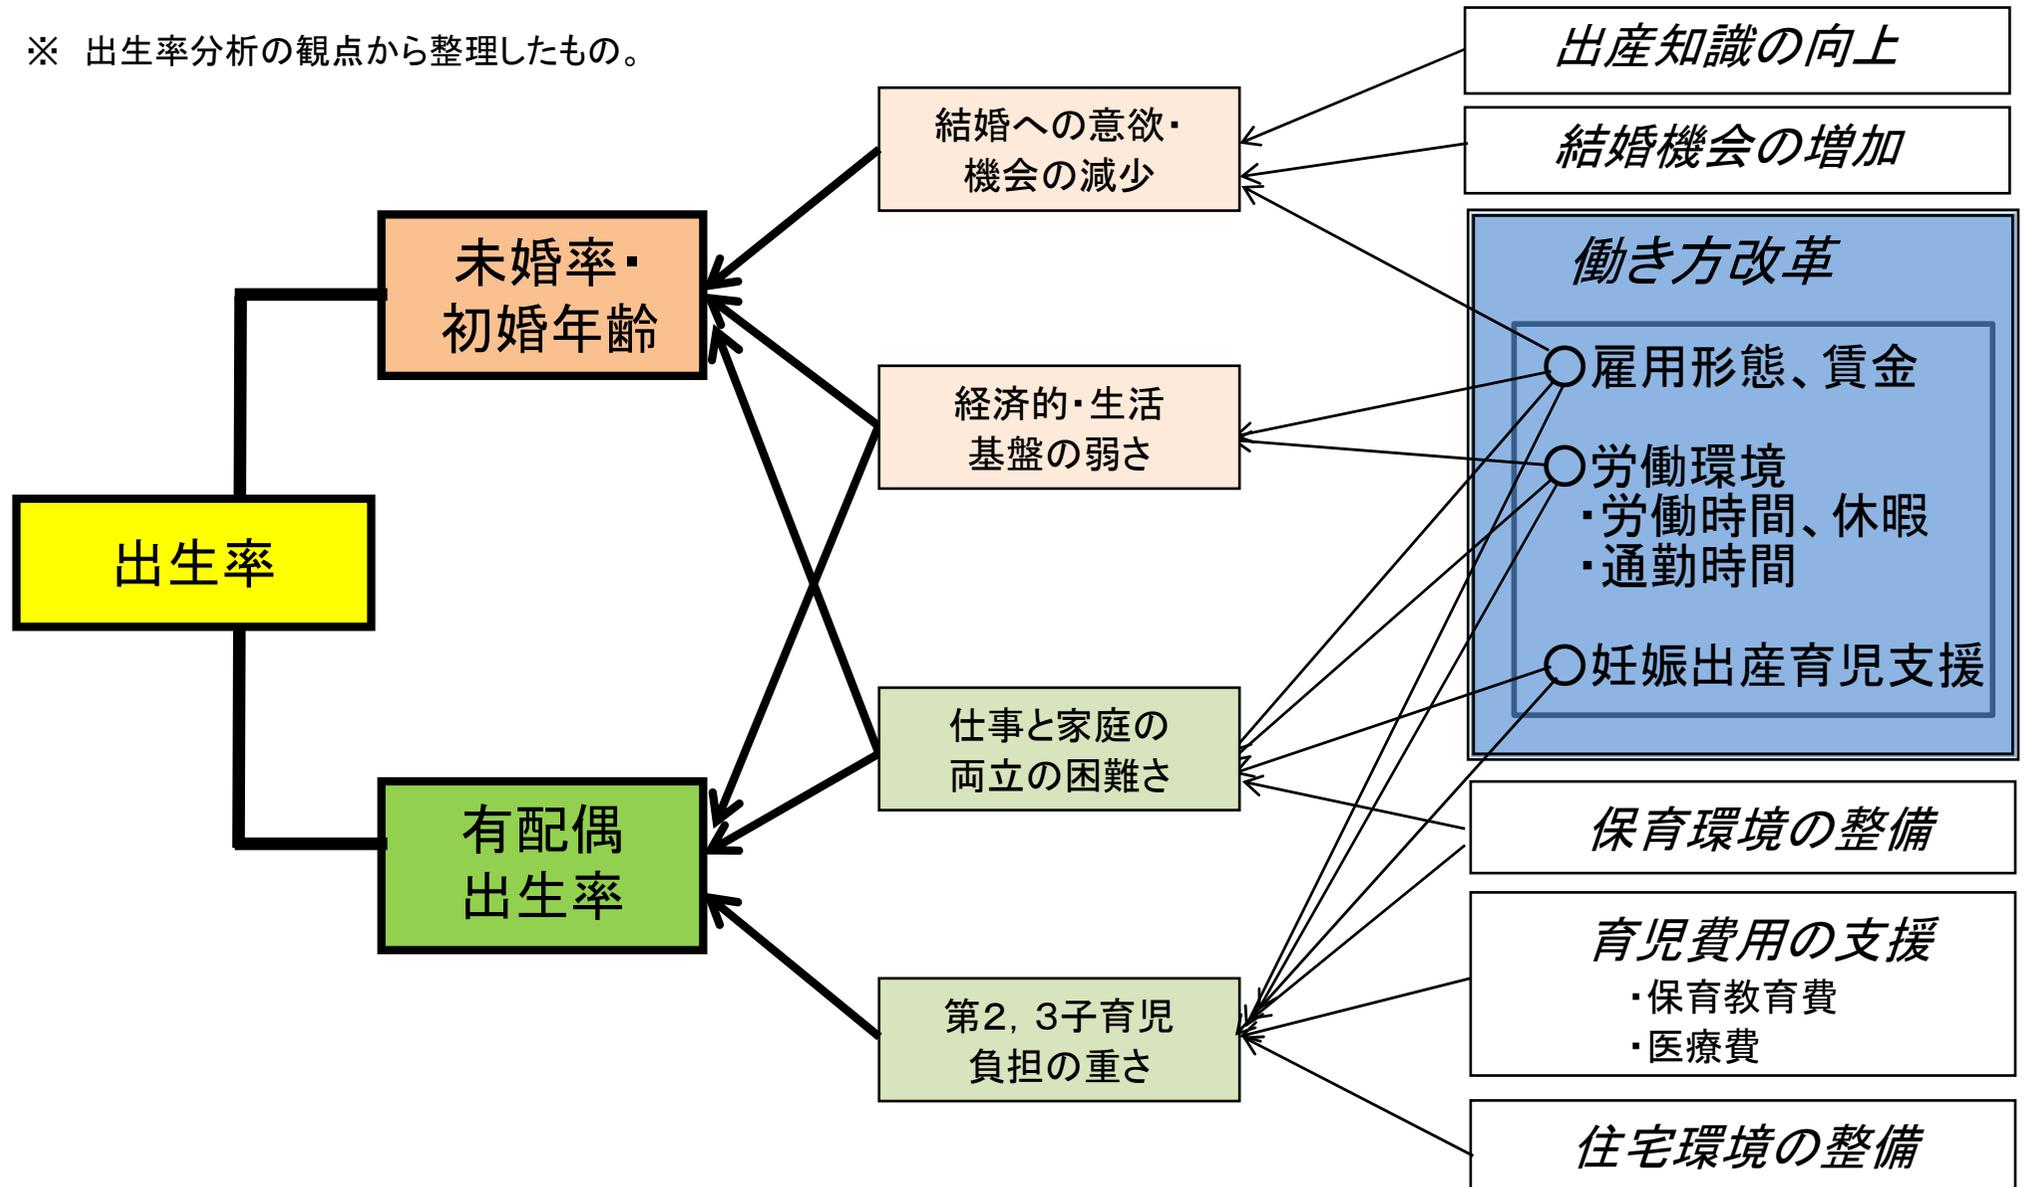 ※　出生率分析の観点から整理したもの。
出生率
未婚率・
初婚年齢
有配偶
出生率
結婚への意欲・
機会の減少
経済的・生活
基盤の弱さ
仕事と家庭の
両立の困難さ
第２，３子育児
負担の重さ
出産知識の向上
結婚機会の増加
働き方改革
○雇用形態、賃金
○労働環境
・労働時間、休暇
・通勤時間
○妊娠出産育児支援
保育環境の整備
育児費用の支援
・保育教育費
・医療費
住宅環境の整備